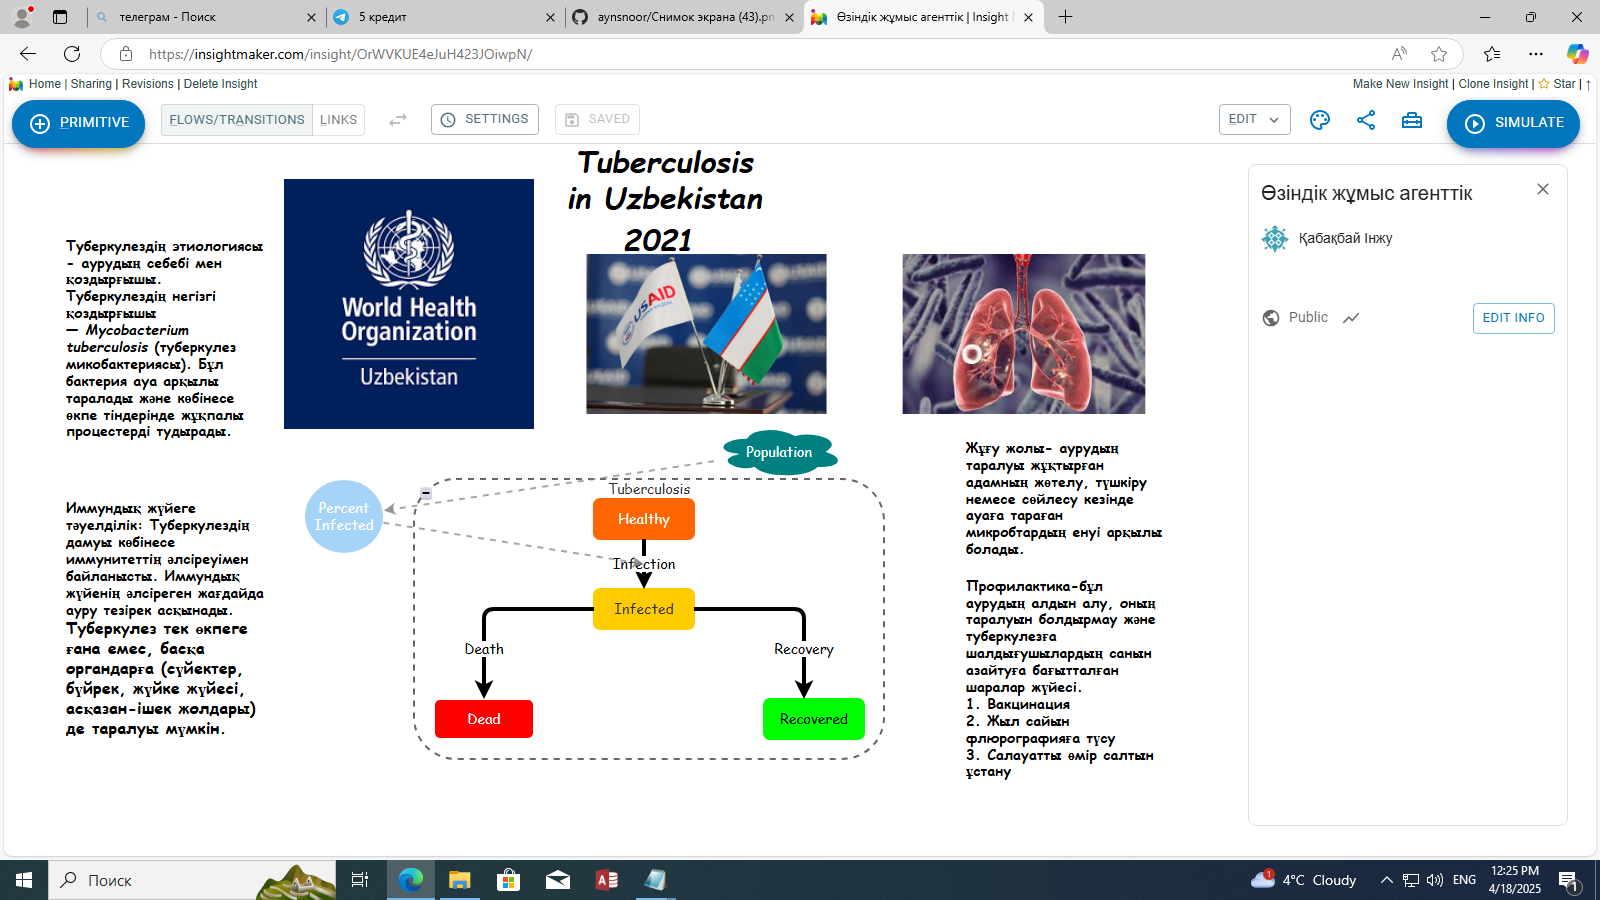 телеграм - Поиск
5 кредит
aynsnoor/Снимок экрана (43).pn
Өзіндік жұмыс агенттік | Insight M
https://insightmaker.com/insight/OrWVKUE4eJuH423JOiwpN/
Home | Sharing | Revisions | Delete Insight
Make New Insight | Clone Insight | Star |
PRIMITIVE
FLOWS/TRANSITIONS
LINKS
SETTINGS
SAVED
EDIT
SIMULATE
Tuberculosis
in Uzbekistan
2021
Туберкулездің этиологиясы
- аурудың себебі мен
қоздырғышы.
Туберкулездің негізгі
қоздырғышы
— Mycobacterium
tuberculosis (туберкулез
микобактериясы). Бұл
бактерия ауа арқылы
таралады және көбінесе
өкпе тіндерінде жұқпалы
процестерді тудырады.
World Health
Organization
Uzbekistan
USAID
Өзіндік жұмыс агенттік
Қабақбай Інжу
Public
EDIT INFO
Иммундық жүйеге
тәуелділік: Туберкулездің
дамуы көбінесе
иммунитеттің әлсіреуімен
байланысты. Иммундық
жүйенің әлсіреген жағдайда
ауру тезірек асқынады.
Туберкулез тек өкпеге
ғана емес, басқа
органдарға (сүйектер,
бүйрек, жүйке жүйесі,
асқазан-ішек жолдары)
де таралуы мүмкін.
Population
Percent
Infected
Tuberculosis
Healthy
Infection
Infected
Death
Recovery
Dead
Recovered
Жұғу жолы- аурудың
таралуы жұқтырған
адамның жөтелу, түшкіру
немесе сөйлесу кезінде
ауаға тараған
микробтардың енуі арқылы
болады.
Профилактика-бұл
аурудың алдын алу, оның
таралуын болдырмау және
туберкулезға
шалдығушылардың санын
азайтуға бағытталған
шаралар жүйесі.
1. Вакцинация
2. Жыл сайын
флюрографияға түсу
3. Салауатты өмір салтын
ұстану
Поиск
1
4°C Cloudy
ENG
12:25 PM
4/18/2025
1